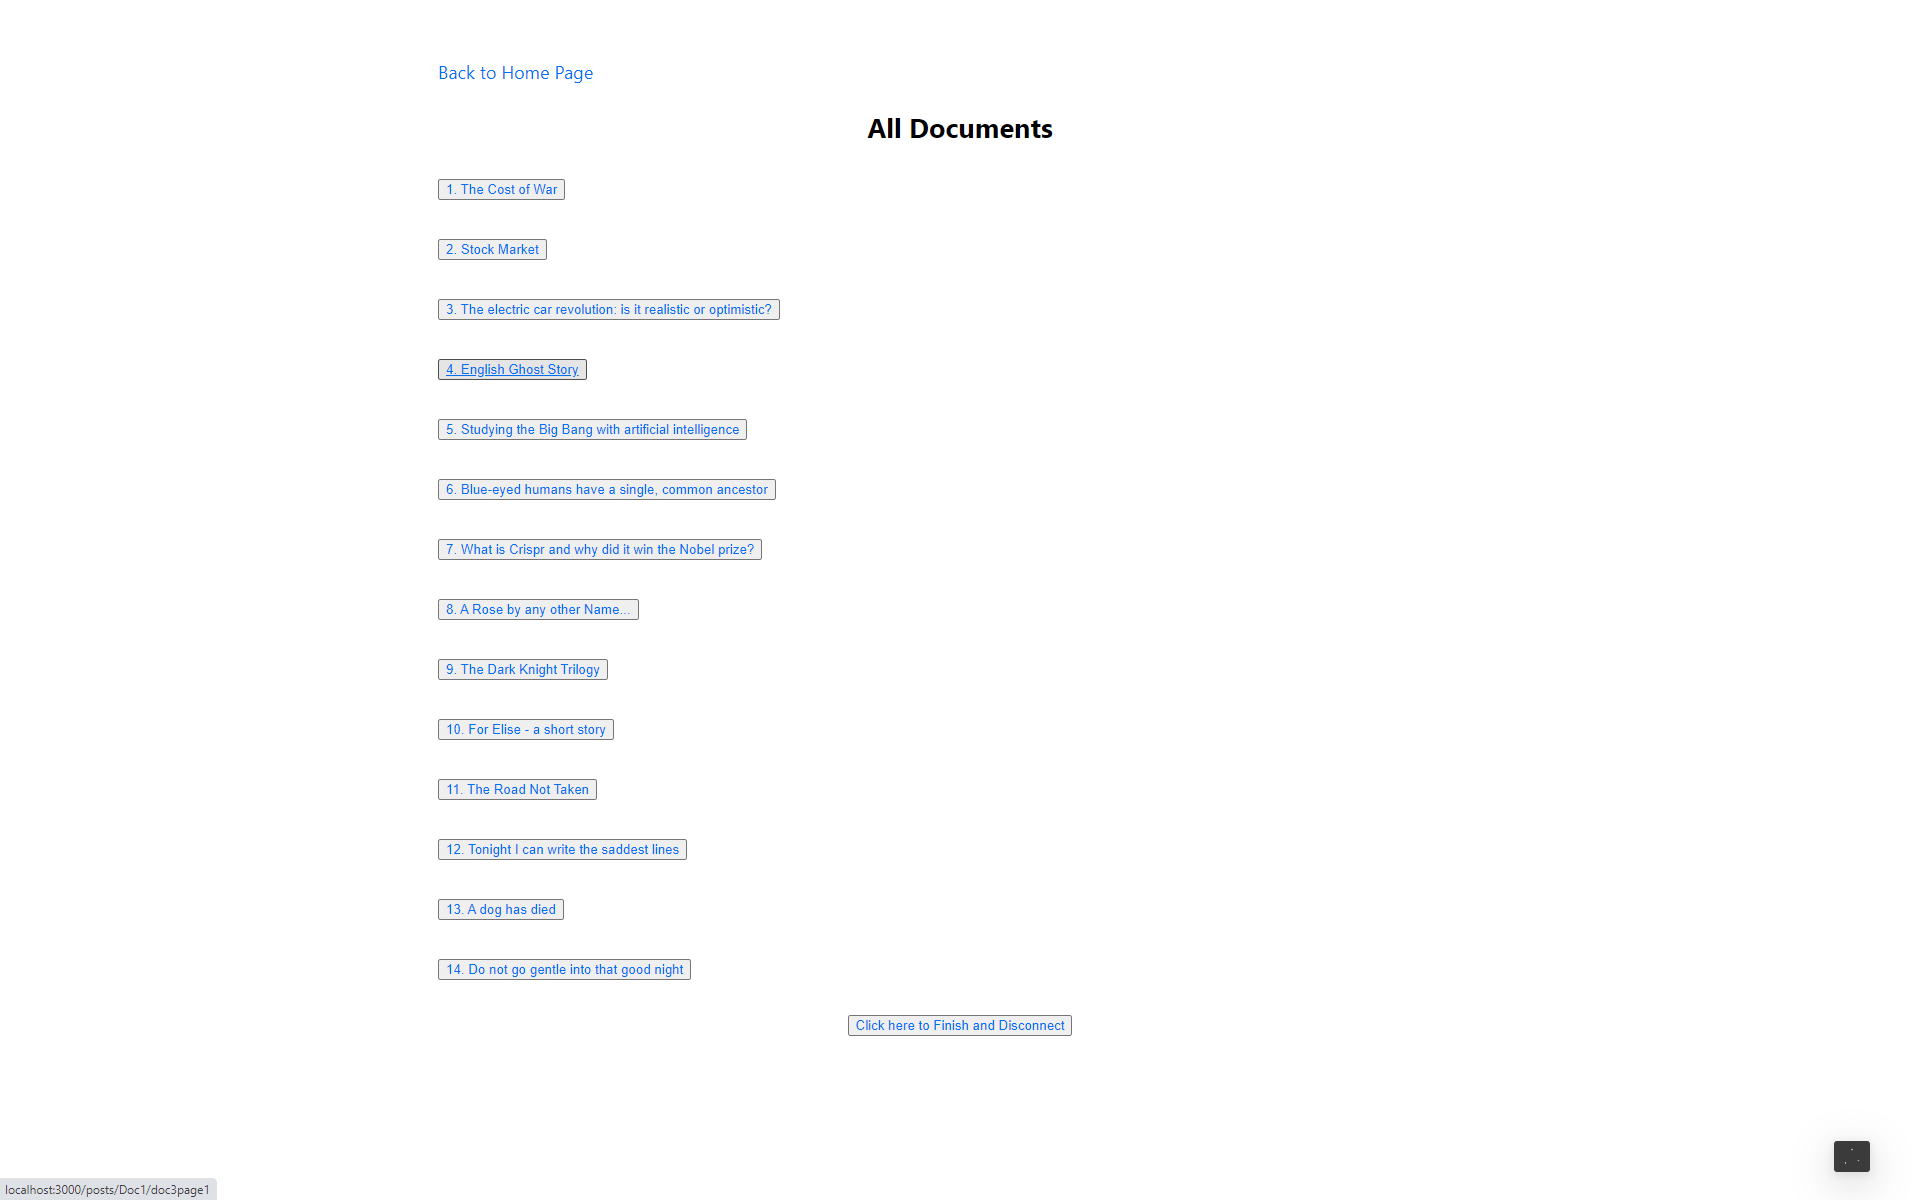 Back to Home Page
All Documents
1. The Cost of War
2. Stock Market
3. The electric car revolution: is it realistic or optimistic?
4. English Ghost Story
5. Studying the Big Bang with artificial intelligence
6. Blue-eyed humans have a single, common ancestor
7. What is Crispr and why did it win the Nobel prize?
8. A Rose by any other Name...
9. The Dark Knight Trilogy
10. For Elise - a short story
11. The Road Not Taken
12. Tonight I can write the saddest lines
13. A dog has died
14. Do not go gentle into that good night
Click here to Finish and Disconnect
localhost:3000/posts/Doc1/doc3page1